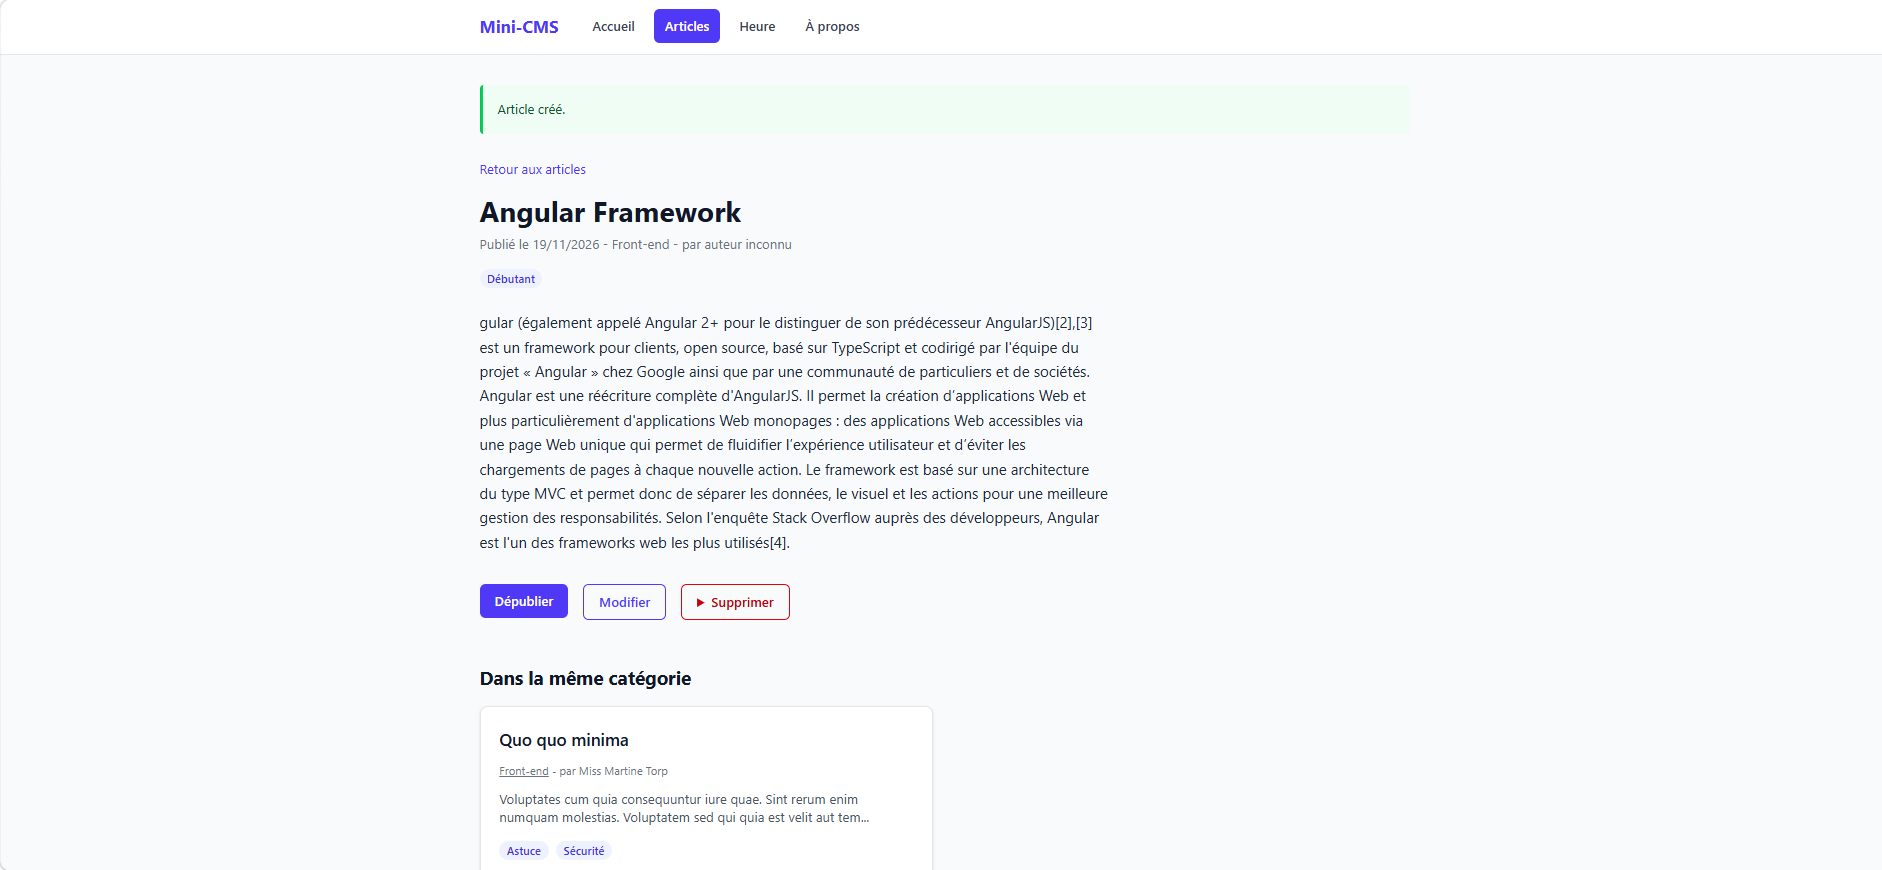 Mini-CMS Accueil Articles Heure À propos
Article créé.
Retour aux articles
Angular Framework
Publié le 19/11/2026 - Front-end - par auteur inconnu
Débutant
gular (également appelé Angular 2+ pour le distinguer de son prédécesseur AngularJS)[2],[3]
est un framework pour clients, open source, basé sur TypeScript et codirigé par l'équipe du
projet « Angular » chez Google ainsi que par une communauté de particuliers et de sociétés.
Angular est une réécriture complète d'AngularJS. Il permet la création d’applications Web et
plus particulièrement d'applications Web monopages : des applications Web accessibles via
une page Web unique qui permet de fluidifier l’expérience utilisateur et d’éviter les
chargements de pages à chaque nouvelle action. Le framework est basé sur une architecture
du type MVC et permet donc de séparer les données, le visuel et les actions pour une meilleure
gestion des responsabilités. Selon l'enquête Stack Overflow auprès des développeurs, Angular
est l'un des frameworks web les plus utilisés[4].
Dépublier Modifier Supprimer
Dans la même catégorie
Quo quo minima
Front-end - par Miss Martine Torp
Voluptates cum quia consequuntur iure quae. Sint rerum enim
numquam molestias. Voluptatem sed qui quia est velit aut tem...
Astuce Sécurité